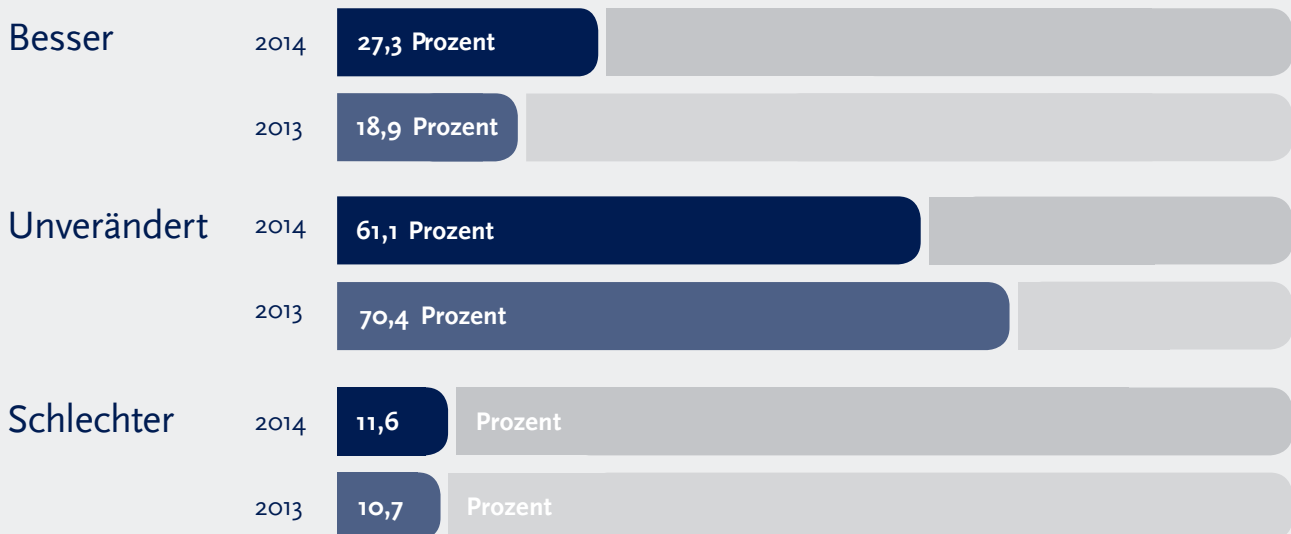 Besser 2014 27,3 Prozent
2013 18,9 Prozent
Unverändert 2014 61,1 Prozent
2013 70,4 Prozent
Schlechter 2014 11,6 Prozent
2013 10,7 Prozent